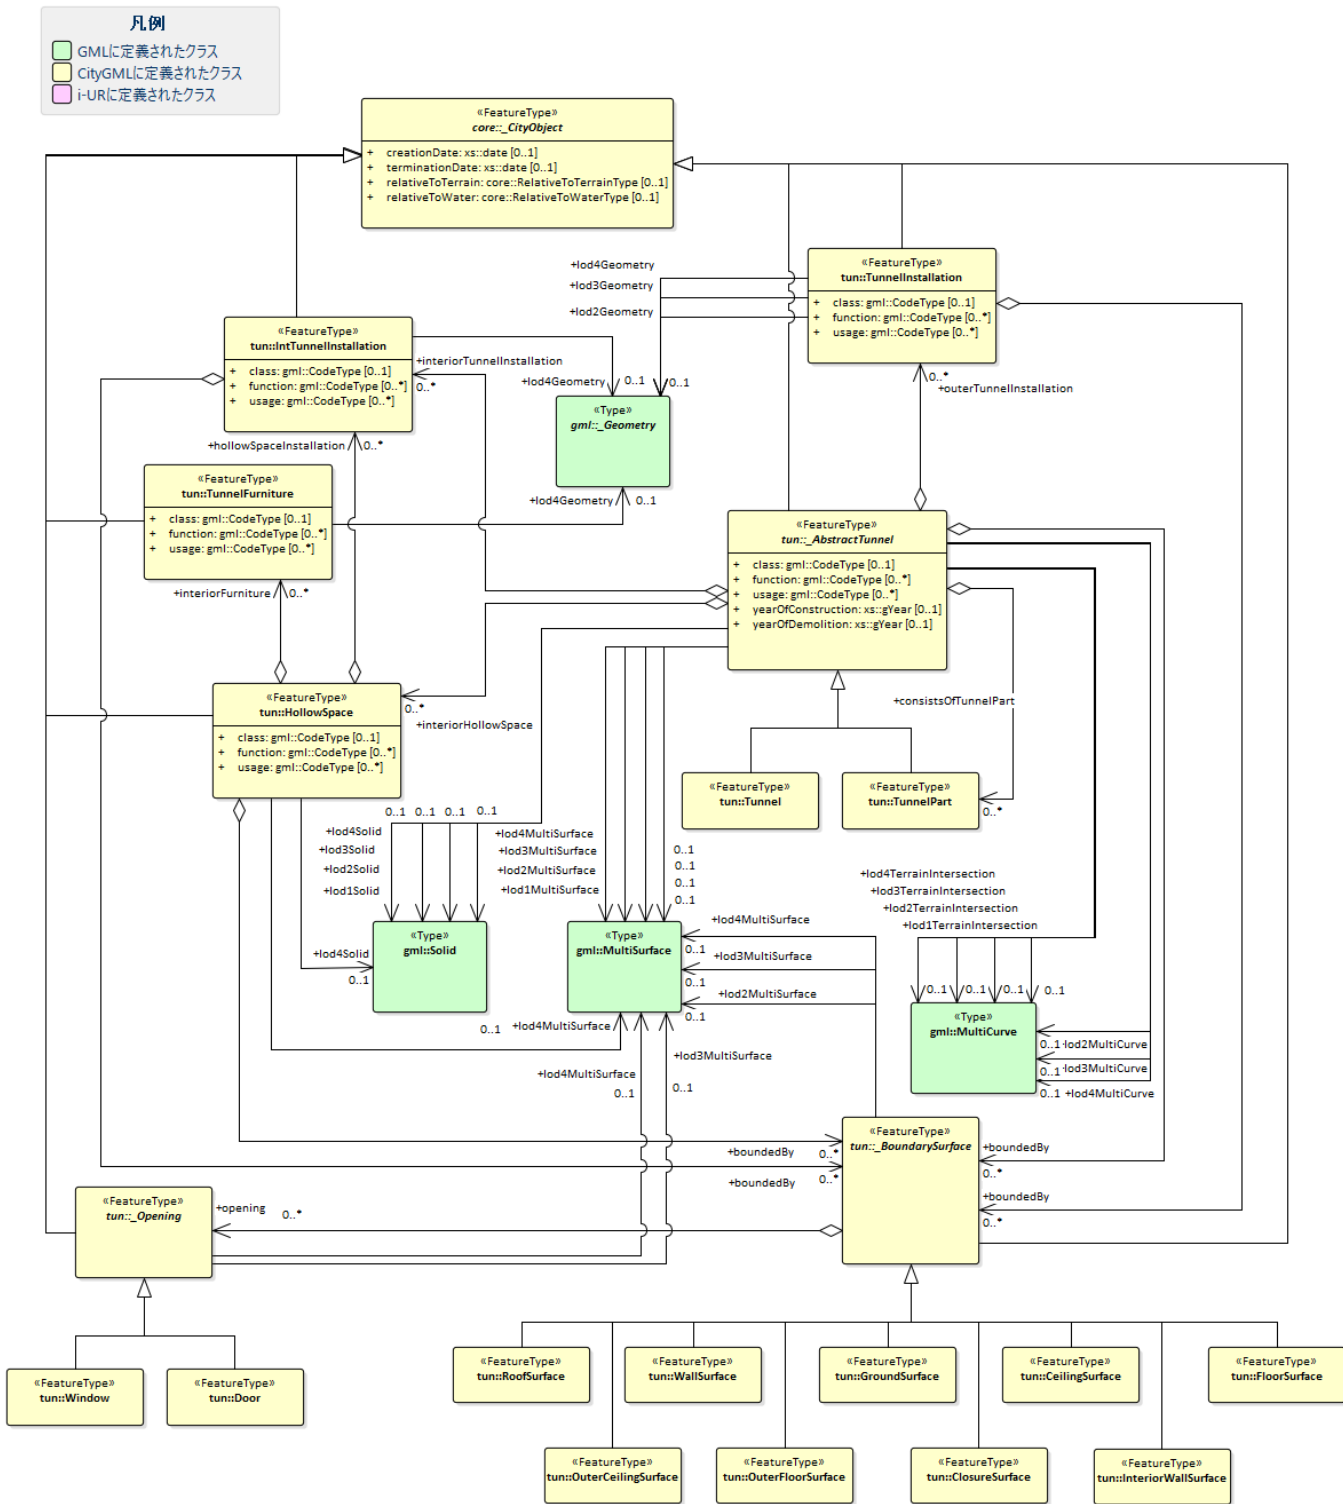 凡例
GMLに定義されたクラス
CityGMLに定義されたクラス
i-URに定義されたクラス
«FeatureType»
core::_CityObject
+ creationDate: xs::date [0..1]
+ terminationDate: xs::date [0..1]
+ relativeToTerrain: core::RelativeToTerrainType [0..1]
+ relativeToWater: core::RelativeToWaterType [0..1]
«FeatureType»
tun::TunnelInstallation
+ class: gml::CodeType [0..1]
+ function: gml::CodeType [0..*]
+ usage: gml::CodeType [0..*]
+lod4Geometry
+lod3Geometry
+lod2Geometry
0..1
«FeatureType»
tun::IntTunnelInstallation
+ class: gml::CodeType [0..1]
+ function: gml::CodeType [0..*]
+ usage: gml::CodeType [0..*]
+interiorTunnelInstallation
0..*
+lod4Geometry
0..1
0..*
+outerTunnelInstallation
«Type»
gml::_Geometry
+hollowSpaceInstallation
0..*
+lod4Geometry
0..1
«FeatureType»
tun::TunnelFurniture
+ class: gml::CodeType [0..1]
+ function: gml::CodeType [0..*]
+ usage: gml::CodeType [0..*]
+interiorFurniture
0..*
«FeatureType»
tun::_AbstractTunnel
+ class: gml::CodeType [0..1]
+ function: gml::CodeType [0..*]
+ usage: gml::CodeType [0..*]
+ yearOfConstruction: xs::gYear [0..1]
+ yearOfDemolition: xs::gYear [0..1]
«FeatureType»
tun::HollowSpace
+ class: gml::CodeType [0..1]
+ function: gml::CodeType [0..*]
+ usage: gml::CodeType [0..*]
0..*
+interiorHollowSpace
+consistsOfTunnelPart
0..*
«FeatureType»
tun::Tunnel
«FeatureType»
tun::TunnelPart
0..1 0..1 0..1 0..1
+lod4Solid
+lod3Solid
+lod2Solid
+lod1Solid
+lod4MultiSurface
+lod3MultiSurface
+lod2MultiSurface
+lod1MultiSurface
0..1
0..1
0..1
0..1
+lod4TerrainIntersection
+lod3TerrainIntersection
+lod2TerrainIntersection
+lod1TerrainIntersection
0..1 0..1 0..1 0..1
«Type»
gml::Solid
+lod4Solid
0..1
«Type»
gml::MultiSurface
+lod4MultiSurface
0..1
+lod3MultiSurface
0..1
+lod2MultiSurface
0..1
0..1
+lod4MultiSurface
+lod3MultiSurface
0..1
+lod4MultiSurface
0..1
«Type»
gml::MultiCurve
0..1
+lod2MultiCurve
0..1
+lod3MultiCurve
0..1
+lod4MultiCurve
«FeatureType»
tun::_BoundarySurface
+boundedBy
0..*
+boundedBy
0..*
+boundedBy
0..*
+boundedBy
0..*
«FeatureType»
tun::_Opening
+opening
0..*
«FeatureType»
tun::Window
«FeatureType»
tun::Door
«FeatureType»
tun::RoofSurface
«FeatureType»
tun::WallSurface
«FeatureType»
tun::GroundSurface
«FeatureType»
tun::CeilingSurface
«FeatureType»
tun::FloorSurface
«FeatureType»
tun::OuterCeilingSurface
«FeatureType»
tun::OuterFloorSurface
«FeatureType»
tun::ClosureSurface
«FeatureType»
tun::InteriorWallSurface